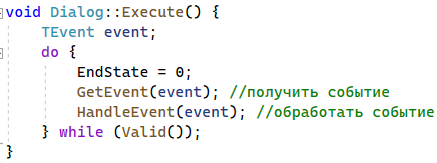 void Dialog::Execute() {
TEvent event;
do {
EndState = 0;
GetEvent(event); //получить событие
HandleEvent(event); //обработать событие
} while (Valid());
}